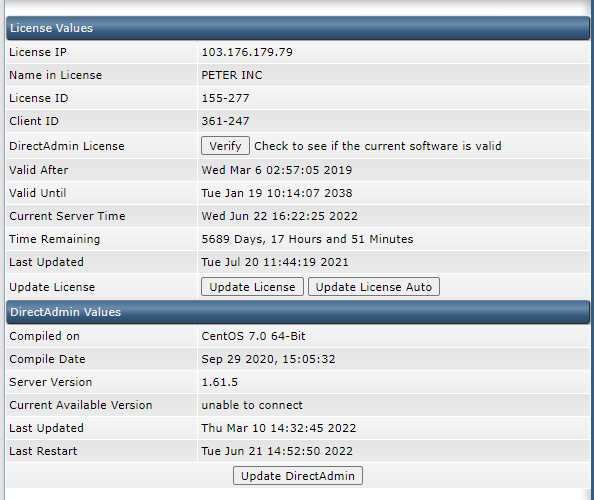 License Values
License IP 103.176.179.79
Name in License PETER INC
License ID 155-277
Client ID 361-247
DirectAdmin License Verify Check to see if the current software is valid
Valid After Wed Mar 6 02:57:05 2019
Valid Until Tue Jan 19 10:14:07 2038
Current Server Time Wed Jun 22 16:22:25 2022
Time Remaining 5689 Days, 17 Hours and 51 Minutes
Last Updated Tue Jul 20 11:44:19 2021
Update License Update License Update License Auto
DirectAdmin Values
Compiled on CentOS 7.0 64-Bit
Compile Date Sep 29 2020, 15:05:32
Server Version 1.61.5
Current Available Version unable to connect
Last Updated Thu Mar 10 14:32:45 2022
Last Restart Tue Jun 21 14:52:50 2022
Update DirectAdmin